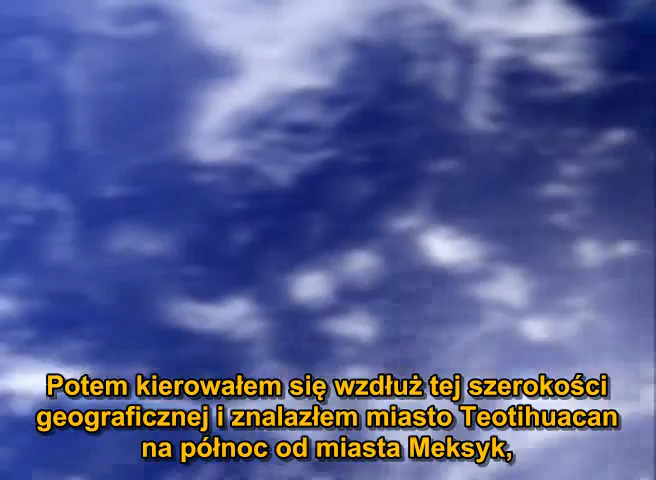 Potem kierowałem się wzdłuż tej szerokości
geograficznej i znalazłem miasto Teotihuacan
na północ od miasta Meksyk,